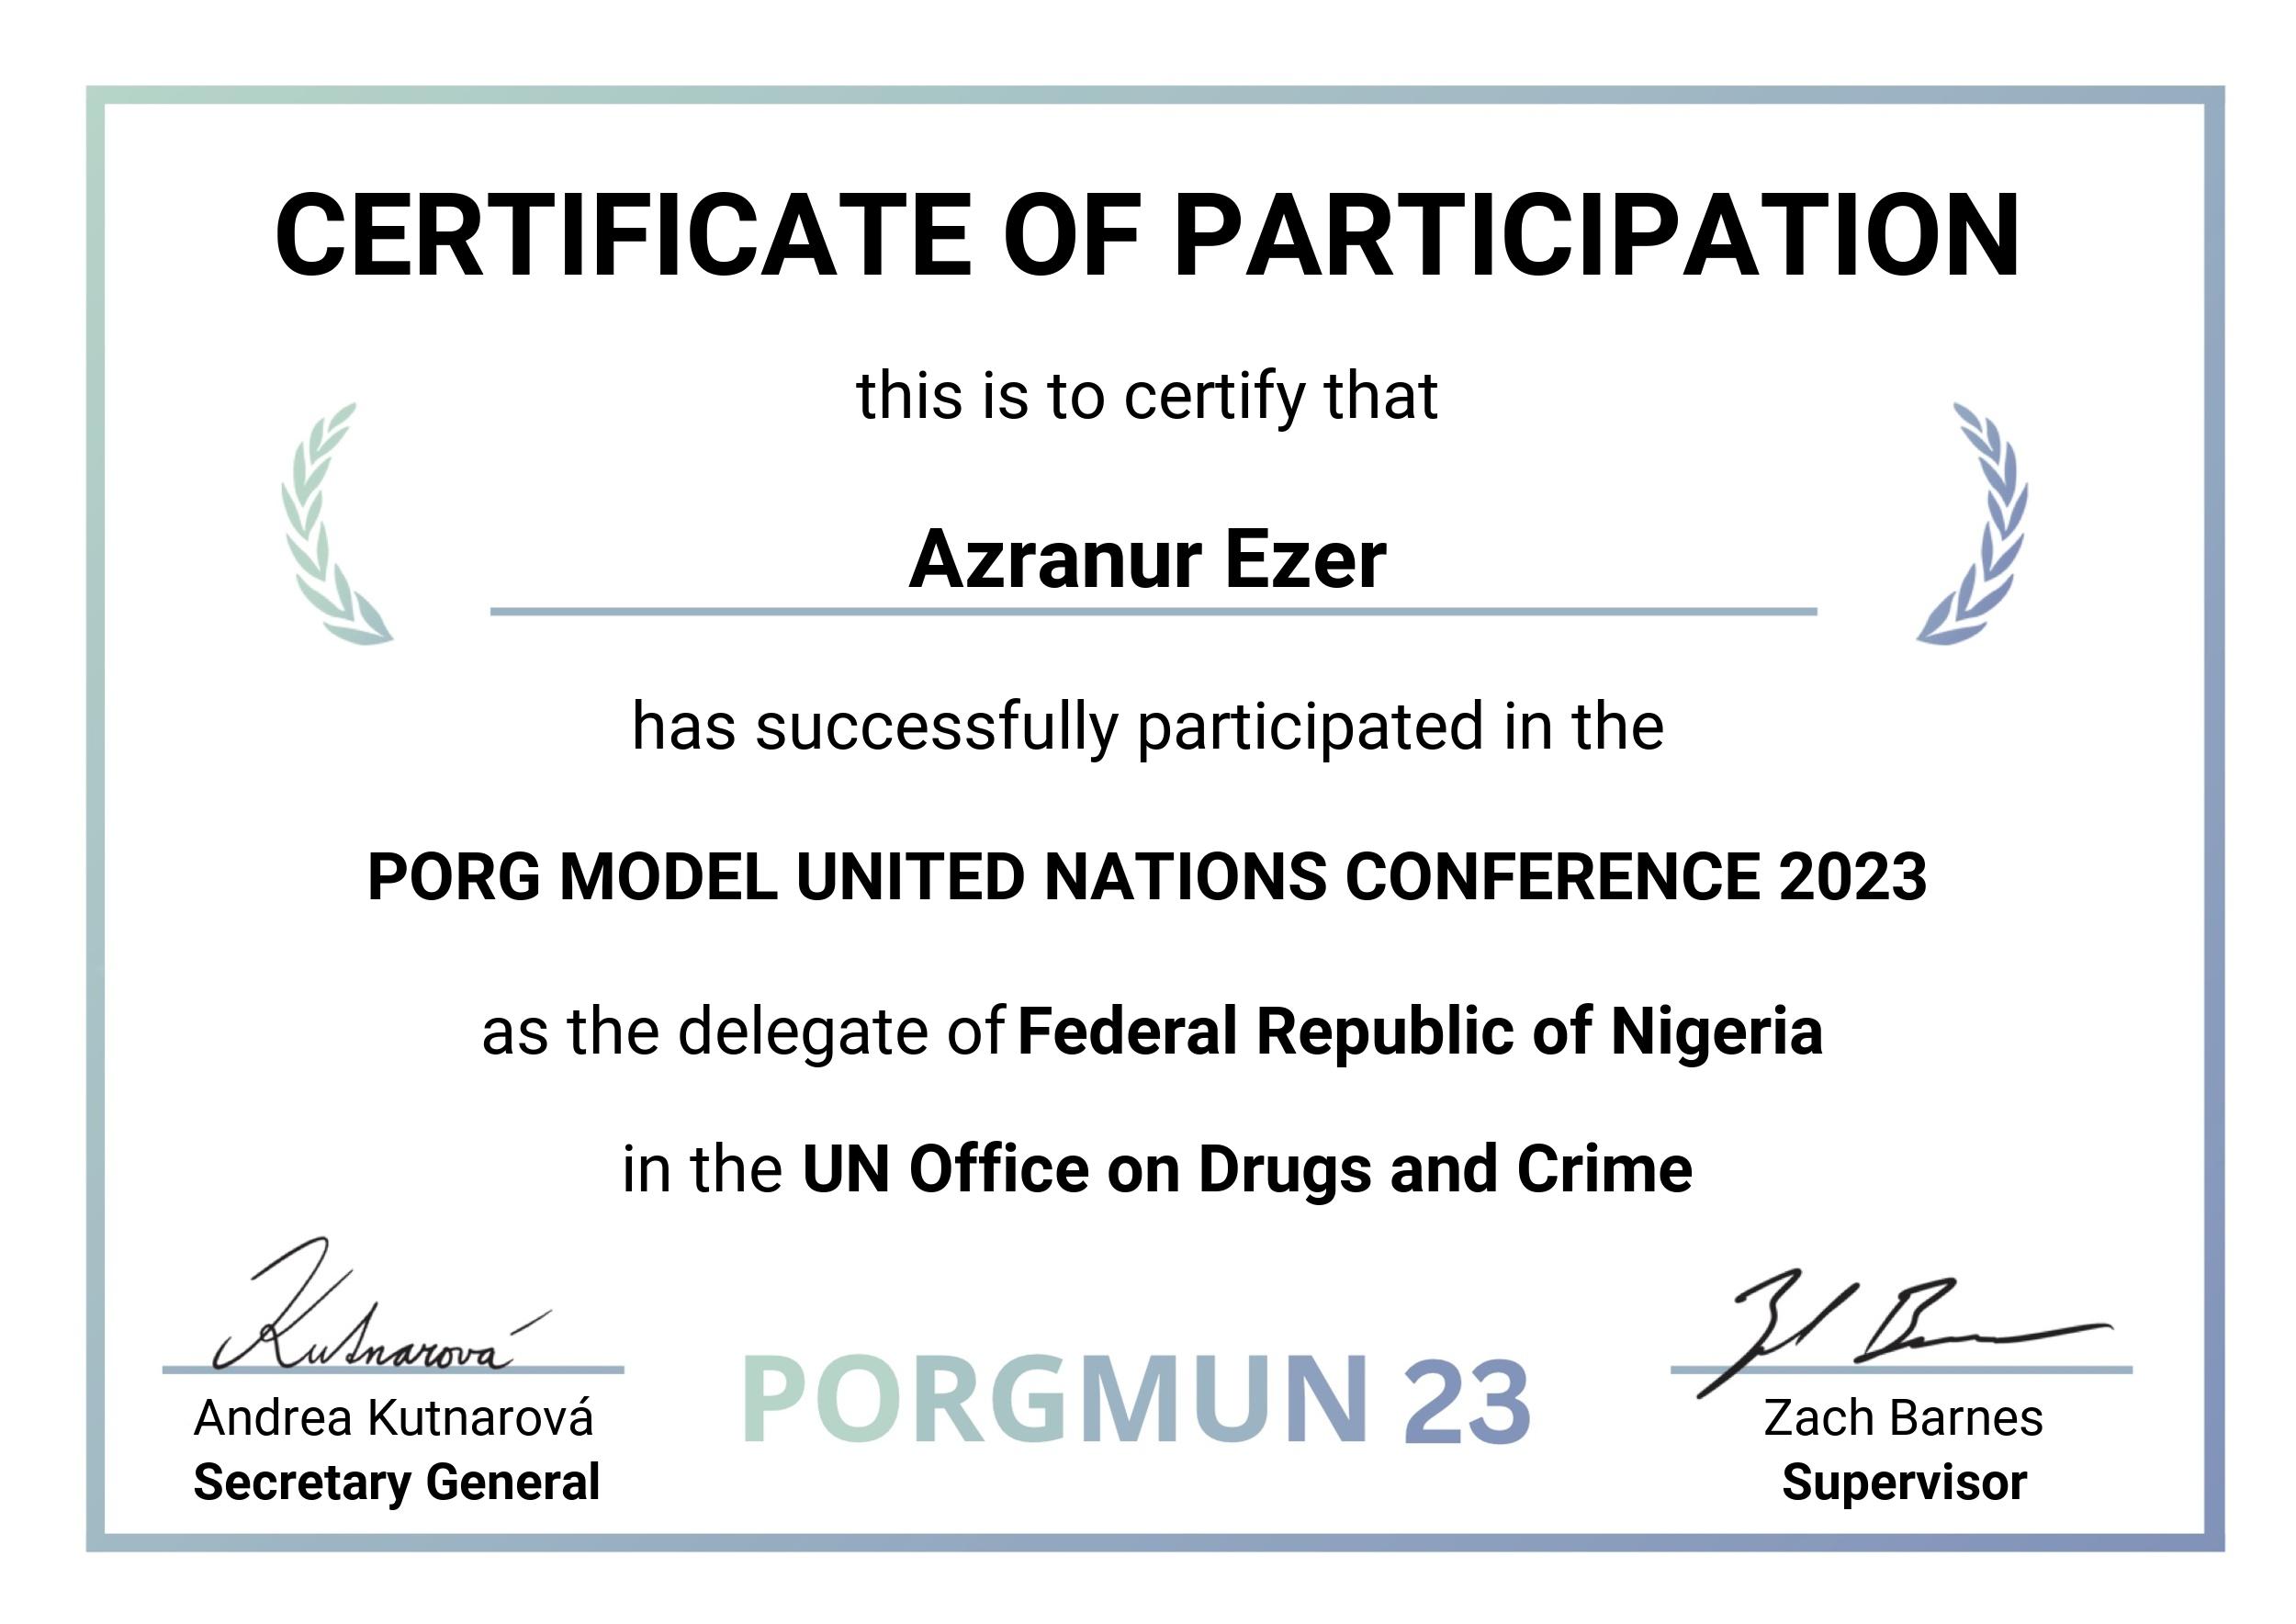 CERTIFICATE OF PARTICIPATION
this is to certify that
Azranur Ezer
has successfully participated in the
PORG MODEL UNITED NATIONS CONFERENCE 2023
as the delegate of Federal Republic of Nigeria
in the UN Office on Drugs and Crime
Kutnarová
Andrea Kutnarová
Secretary General
PORGMUN 23
Zach Barnes
Supervisor